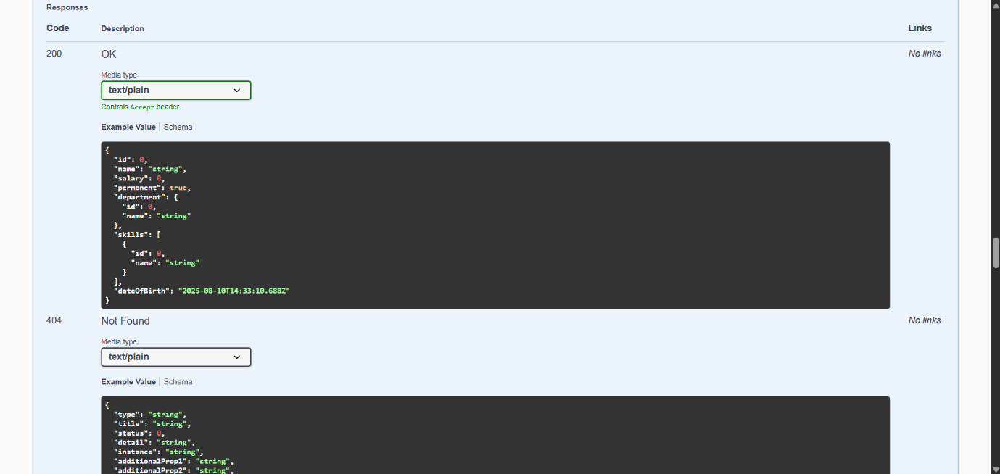 Responses
Code Description Links
200 OK No links
Media type
text/plain
Controls Accept header.
Example Value | Schema
{
  "id": 0,
  "name": "string",
  "salary": 0,
  "permanent": true,
  "department": {
    "id": 0,
    "name": "string"
  },
  "skills": [
    {
      "id": 0,
      "name": "string"
    }
  ],
  "dateOfBirth": "2025-08-10T14:33:10.688Z"
}
404 Not Found No links
Media type
text/plain
Example Value | Schema
{
  "type": "string",
  "title": "string",
  "status": 0,
  "detail": "string",
  "instance": "string",
  "additionalProp1": "string",
  "additionalProp2": "string",